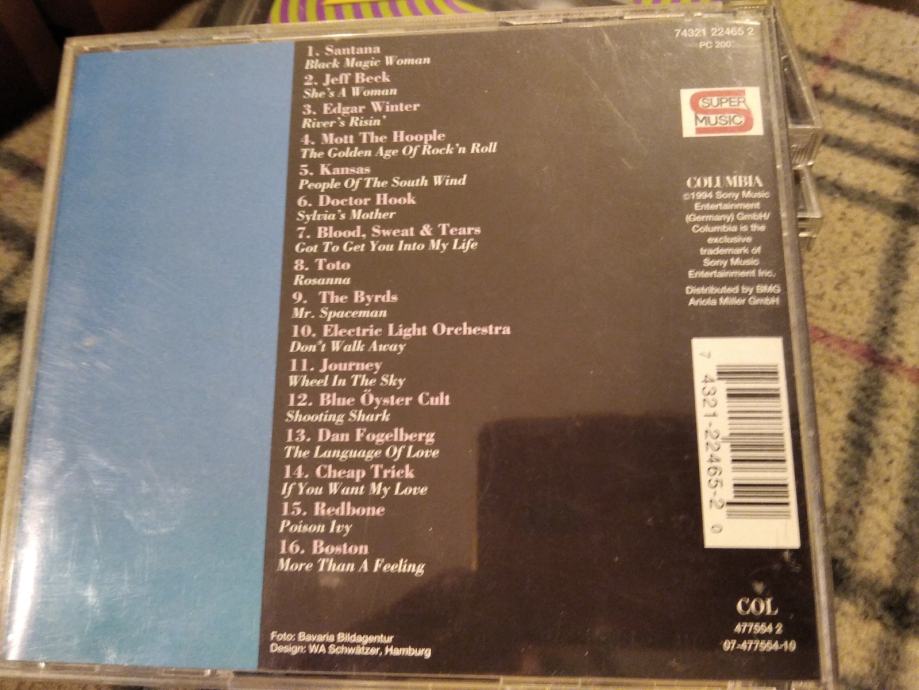 1. Santana
Black Magic Woman
2. Jeff Beck
She's A Woman
3. Edgar Winter
River's Risin'
4. Mott The Hoople
The Golden Age Of Rock'n Roll
5. Kansas
People Of The South Wind
6. Doctor Hook
Sylvia's Mother
7. Blood, Sweat & Tears
Got To Get You Into My Life
8. Toto
Rosanna
9. The Byrds
Mr. Spaceman
10. Electric Light Orchestra
Don't Walk Away
11. Journey
Wheel In The Sky
12. Blue Öyster Cult
Shooting Shark
13. Dan Fogelberg
The Language Of Love
14. Cheap Trick
If You Want My Love
15. Redbone
Poison Ivy
16. Boston
More Than A Feeling
Foto: Bavaria Bildagentur
Design: WA Schwätzer, Hamburg
74321 22465 2
PC 200
SUPER
MUSIC
COLUMBIA
©1994 Sony Music
Entertainment
(Germany) GmbH/
Columbia is the
exclusive
trademark of
Sony Music
Entertainment Inc.
Distributed by BMG
Ariola Miller GmbH
7 4321-22465-2 0
COL
477554 2
07-477554-10